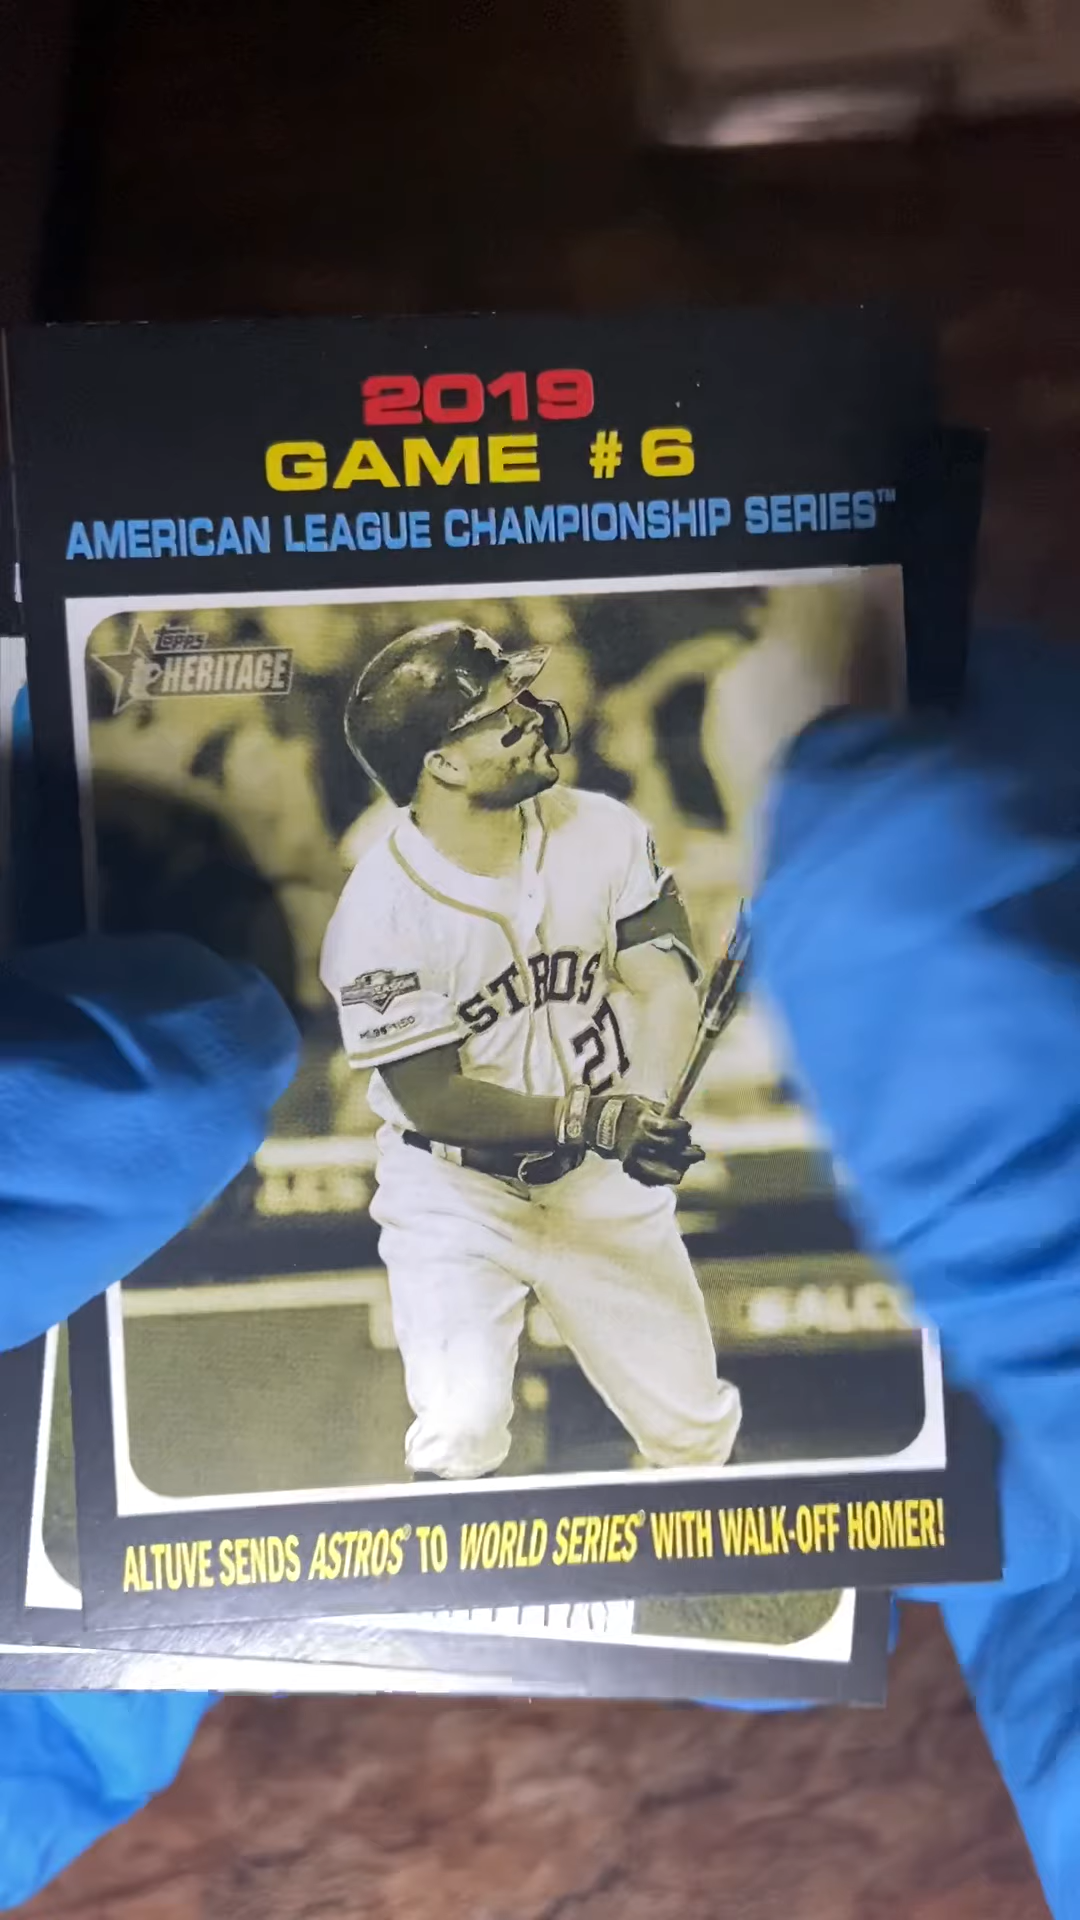 2019
GAME #6
AMERICAN LEAGUE CHAMPIONSHIP SERIES™
TOPPS
HERITAGE
ASTROS
27
ALTUVE SENDS ASTROS® TO WORLD SERIES® WITH WALK-OFF HOMER!